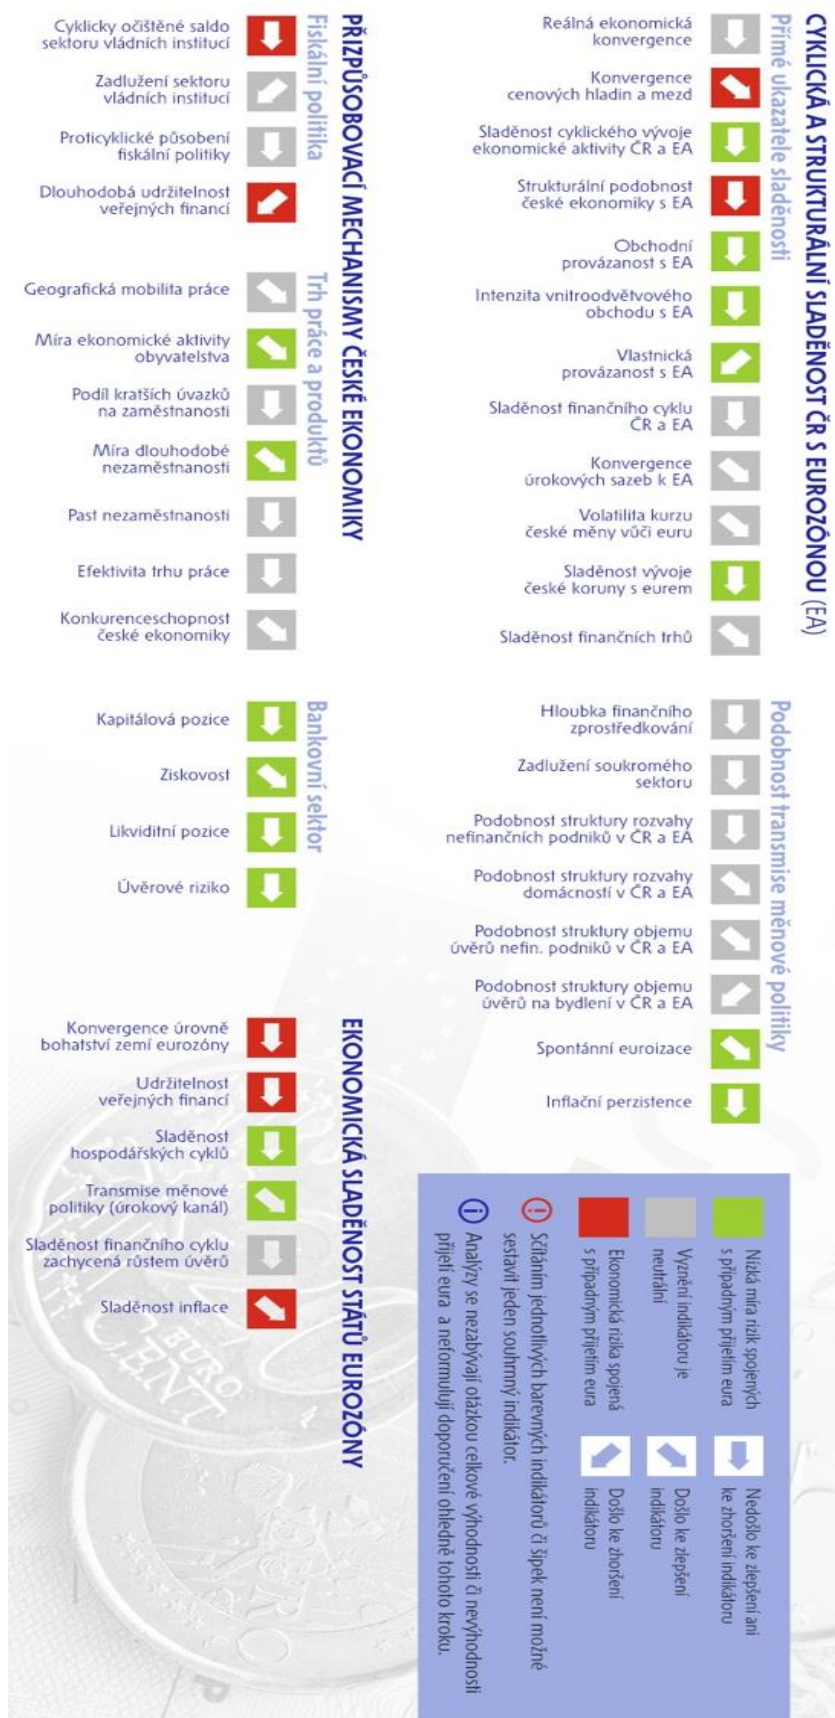 CYKLICKÁ A STRUKTURÁLNÍ SLADĚNOST ČR S EUROZÓNOU (EA)
Přímé ukazatele sladěnosti
Reálná ekonomická
konvergence
Konvergence
cenových hladin a mezd
Sladěnost cyklického vývoje
ekonomické aktivity ČR a EA
Strukturální podobnost
české ekonomiky s EA
Obchodní
provázanost s EA
Intenzita vnitroodvětvového
obchodu s EA
Vlastnická
provázanost s EA
Sladěnost finančního cyklu
ČR a EA
Konvergence
úrokových sazeb k EA
Volatilita kurzu
české měny vůči euru
Sladěnost vývoje
české koruny s eurem
Sladěnost finančních trhů
Podobnost transmise měnové politiky
Hloubka finančního
zprostředkování
Zadlužení soukromého
sektoru
Podobnost struktury rozvahy
nefinančních podniků v ČR a EA
Podobnost struktury rozvahy
domácností v ČR a EA
Podobnost struktury objemu
úvěrů nefin. podniků v ČR a EA
Podobnost struktury objemu
úvěrů na bydlení v ČR a EA
Spontánní euroizace
Inflační perzistence
PŘIZPŮSOBOVACÍ MECHANISMY ČESKÉ EKONOMIKY
Fiskální politika
Cyklicky očištěné saldo
sektoru vládních institucí
Zadlužení sektoru
vládních institucí
Proticyklické působení
fiskální politiky
Dlouhodobá udržitelnost
veřejných financí
Trh práce a produktů
Geografická mobilita práce
Míra ekonomické aktivity
obyvatelstva
Podíl kratších úvazků
na zaměstnanosti
Míra dlouhodobé
nezaměstnanosti
Past nezaměstnanosti
Efektivita trhu práce
Konkurenceschopnost
české ekonomiky
Bankovní sektor
Kapitálová pozice
Ziskovost
Likviditní pozice
Úvěrové riziko
EKONOMICKÁ SLADĚNOST STÁTŮ EUROZÓNY
Konvergence úrovně
bohatství zemí eurozóny
Udržitelnost
veřejných financí
Sladěnost
hospodářských cyklů
Transmise měnové
politiky (úrokový kanál)
Sladěnost finančního cyklu
zachycená růstem úvěrů
Sladěnost inflace
Nízká míra rizik spojených
s případným přijetím eura
Vyznění indikátoru je
neutrální
Ekonomická rizika spojená
s případným přijetím eura
Nedošlo ke zlepšení ani
ke zhoršení indikátoru
Došlo ke zlepšení
indikátoru
Došlo ke zhoršení
indikátoru
Sčítáním jednotlivých barevných indikátorů či šipek není možné
sestavit jeden souhrnný indikátor.
Analýzy se nezabývají otázkou celkové výhodnosti či nevýhodnosti
přijetí eura a neformulují doporučení ohledně tohoto kroku.
EURO
CENT
EURO